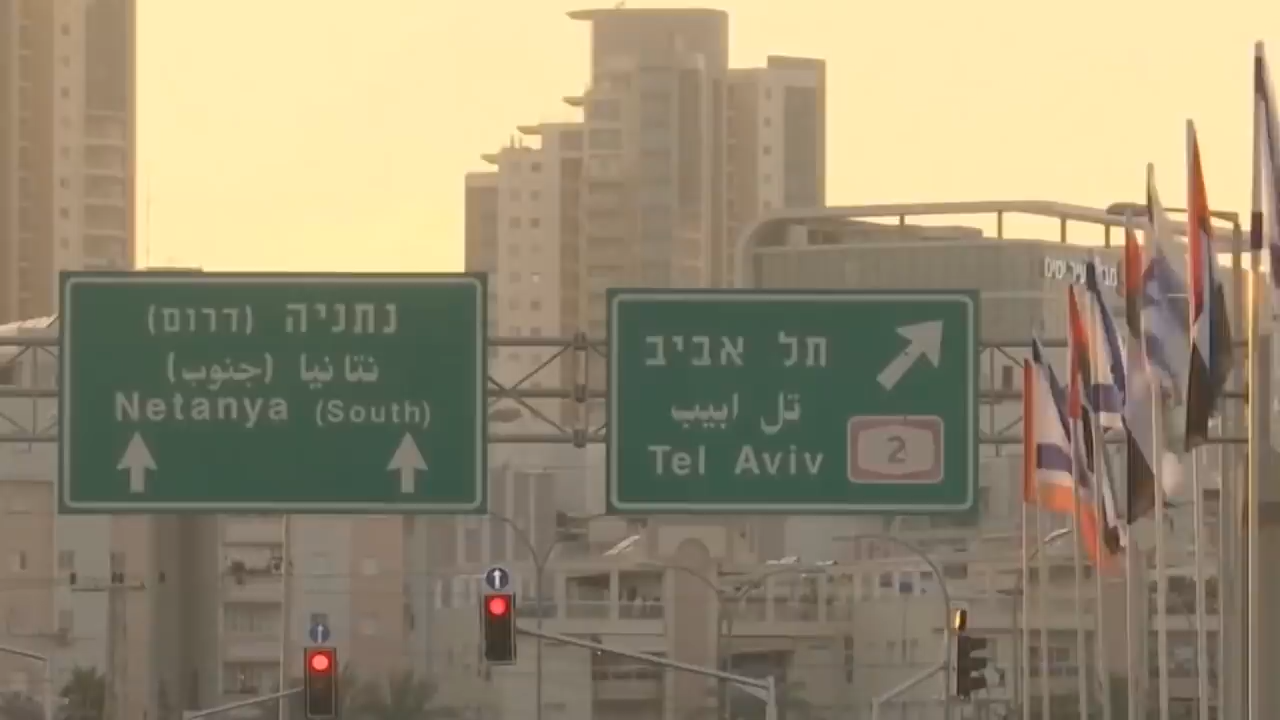 נתניה (דרום)
نتانيا (جنوب)
Netanya (South)
תל אביב
تل ابيب
Tel Aviv
2